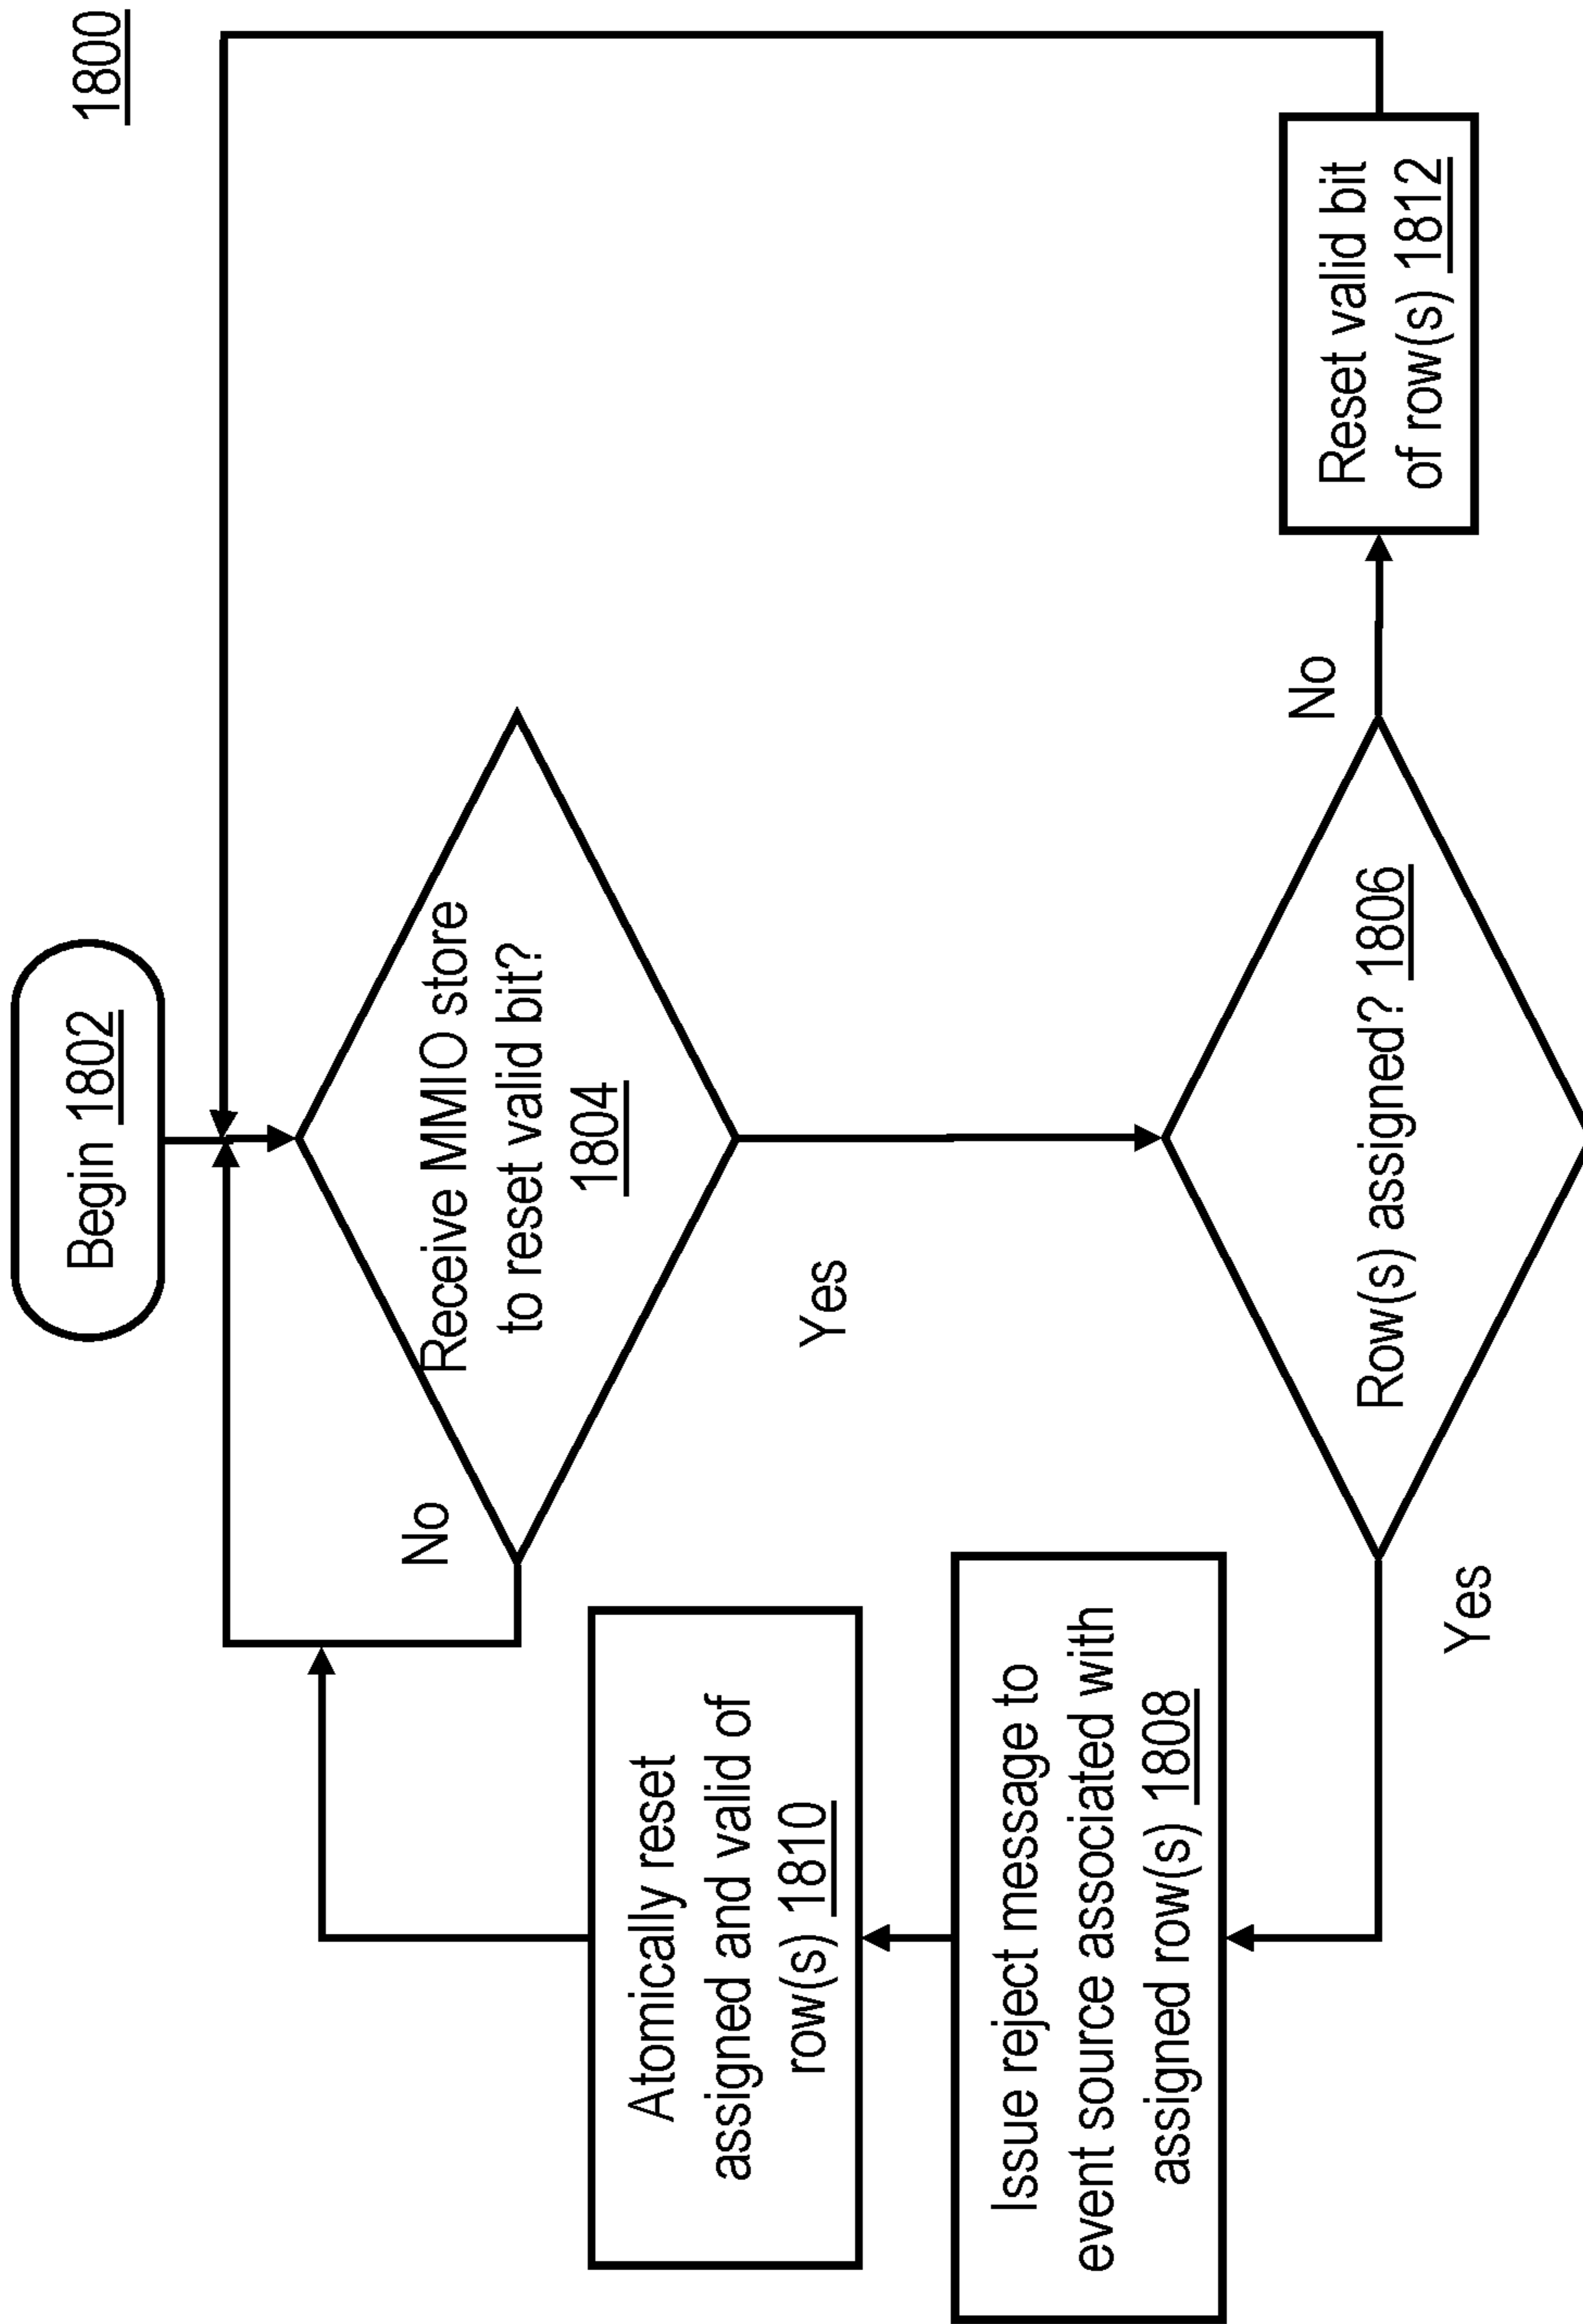 1800
Begin 1802
Receive MMIO store
to reset valid bit?
1804
No
Yes
Row(s) assigned? 1806
No
Reset valid bit
of row(s) 1812
Yes
Issue reject message to
event source associated with
assigned row(s) 1808
Atomically reset
assigned and valid of
row(s) 1810